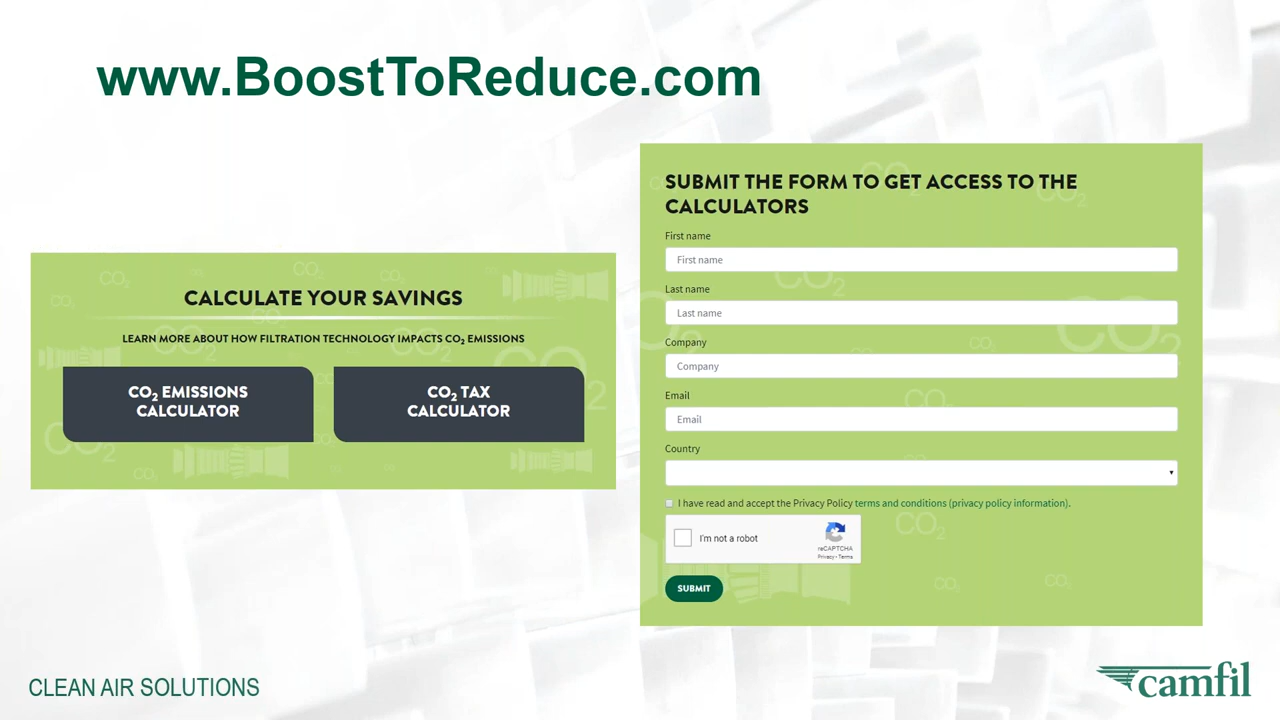 www.BoostToReduce.com
CALCULATE YOUR SAVINGS
LEARN MORE ABOUT HOW FILTRATION TECHNOLOGY IMPACTS CO₂ EMISSIONS
CO₂ EMISSIONS
CALCULATOR
CO₂ TAX
CALCULATOR
SUBMIT THE FORM TO GET ACCESS TO THE
CALCULATORS
First name
First name
Last name
Last name
Company
Company
Email
Email
Country
I have read and accept the Privacy Policy terms and conditions (privacy policy information).
I'm not a robot
reCAPTCHA
Privacy - Terms
SUBMIT
CLEAN AIR SOLUTIONS
camfil